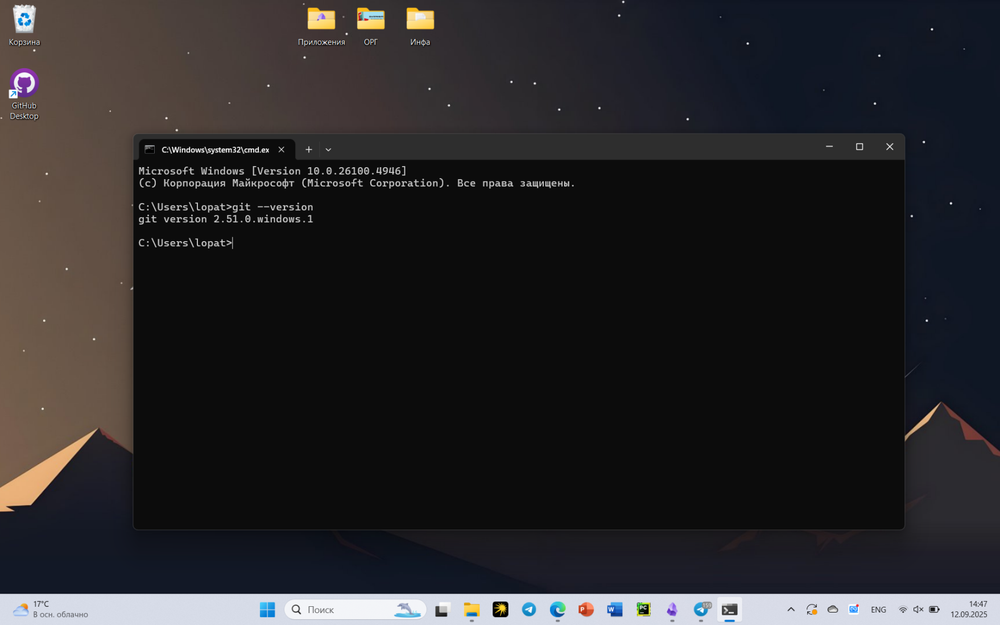 Корзина
Приложения
ОРГ
Инфа
GitHub
Desktop
C:\Windows\system32\cmd.ex
Microsoft Windows [Version 10.0.26100.4946]
(c) Корпорация Майкрософт (Microsoft Corporation). Все права защищены.
C:\Users\lopat>git --version
git version 2.51.0.windows.1
C:\Users\lopat>
17°C
В осн. облачно
Поиск
P
W
PC
159
ENG
14:47
12.09.2025